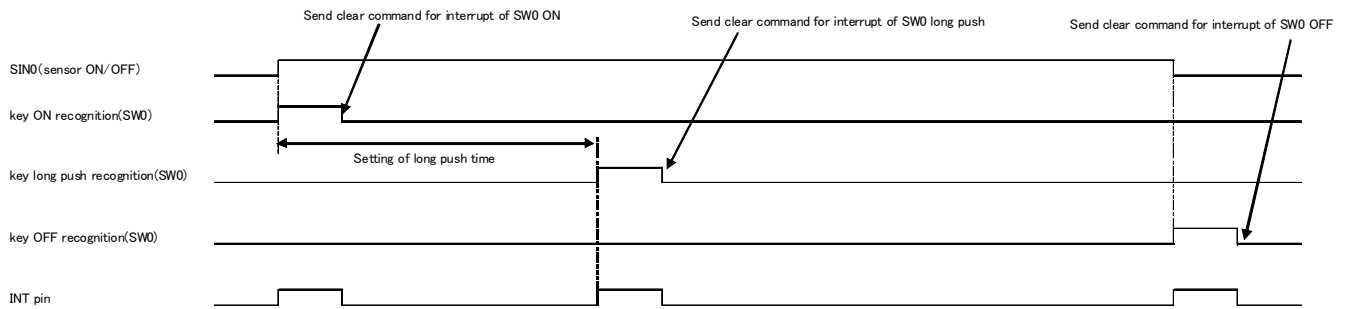 Send clear command for interrupt of SW0 ON
Send clear command for interrupt of SW0 long push
Send clear command for interrupt of SW0 OFF
SIN0(sensor ON/OFF)
key ON recognition(SW0)
Setting of long push time
key long push recognition(SW0)
key OFF recognition(SW0)
INT pin